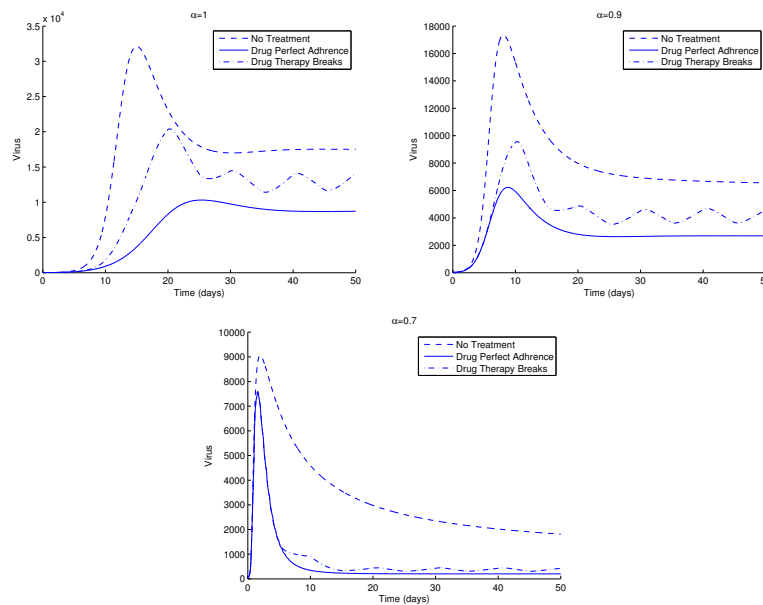 α=1
x 10⁴
3.5
3
2.5
2
1.5
1
0.5
0
Virus
0 10 20 30 40 50
Time (days)
No Treatment
Drug Perfect Adhrence
Drug Therapy Breaks
α=0.9
18000
16000
14000
12000
10000
8000
6000
4000
2000
0
Virus
0 10 20 30 40 50
Time (days)
No Treatment
Drug Perfect Adhrence
Drug Therapy Breaks
α=0.7
10000
9000
8000
7000
6000
5000
4000
3000
2000
1000
0
Virus
0 10 20 30 40 50
Time (days)
No Treatment
Drug Perfect Adhrence
Drug Therapy Breaks